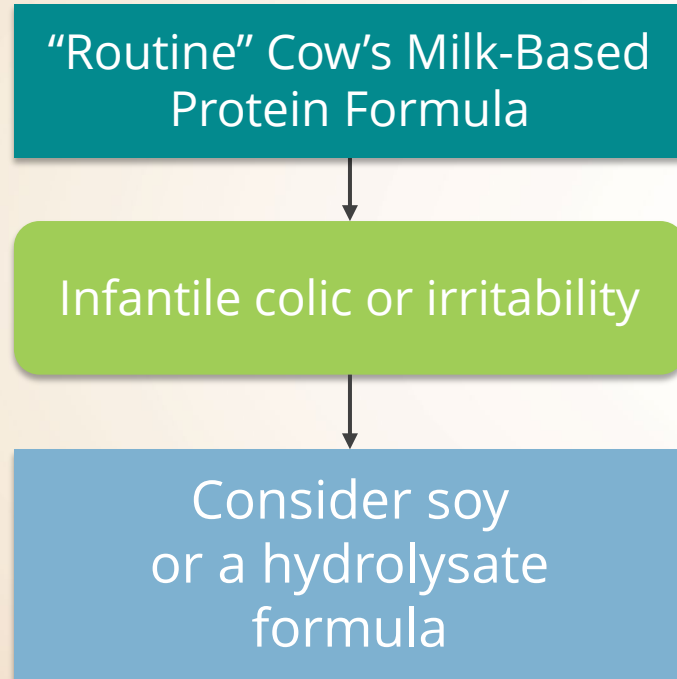 “Routine” Cow’s Milk-Based
Protein Formula
Infantile colic or irritability
Consider soy
or a hydrolysate
formula